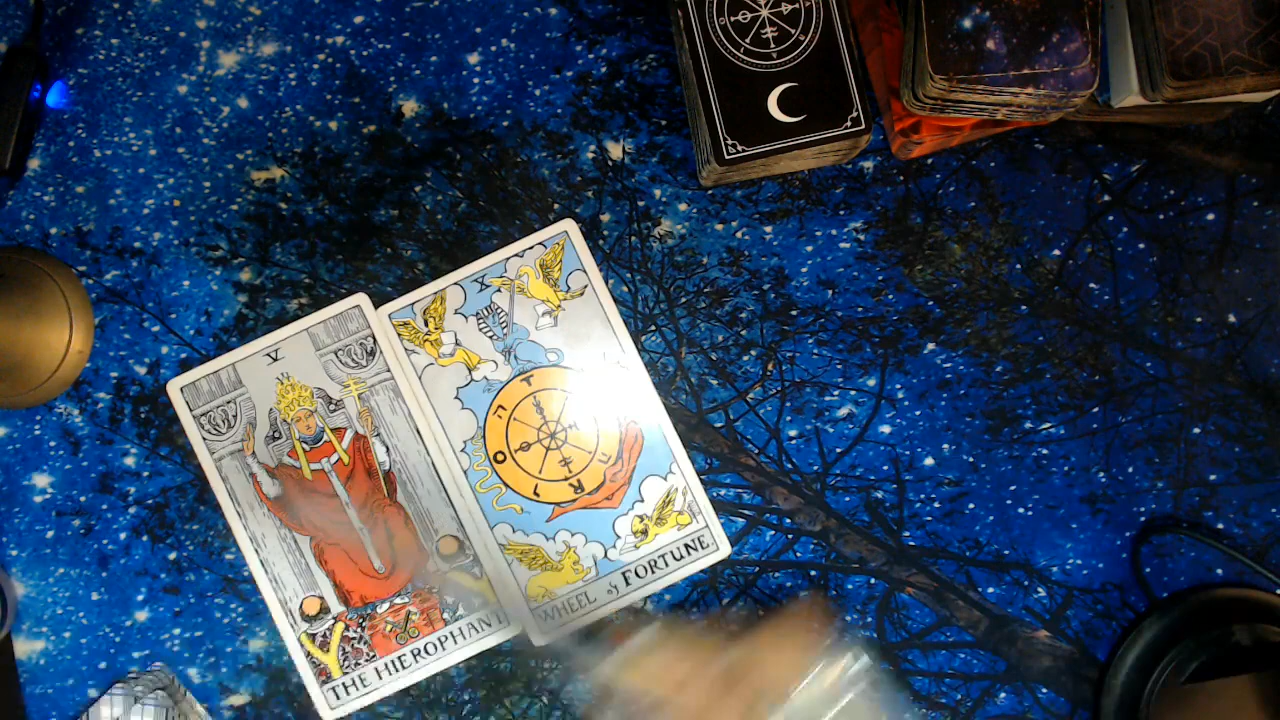 V
THE HIEROPHANT
X
T
A
R
O
ה
ו
WHEEL of FORTUNE.